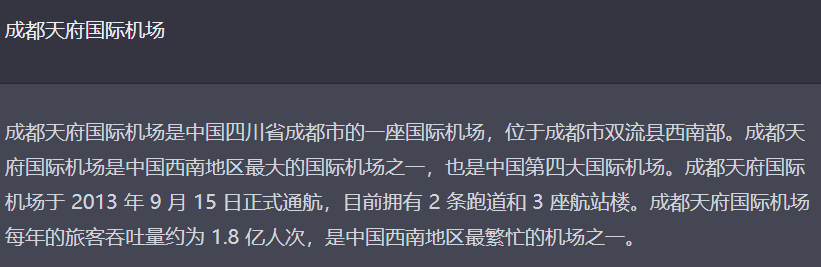 成都天府国际机场
成都天府国际机场是中国四川省成都市的一座国际机场，位于成都市双流县西南部。成都天
府国际机场是中国西南地区最大的国际机场之一，也是中国第四大国际机场。成都天府国际
机场于 2013 年 9 月 15 日正式通航，目前拥有 2 条跑道和 3 座航站楼。成都天府国际机场
每年的旅客吞吐量约为 1.8 亿人次，是中国西南地区最繁忙的机场之一。